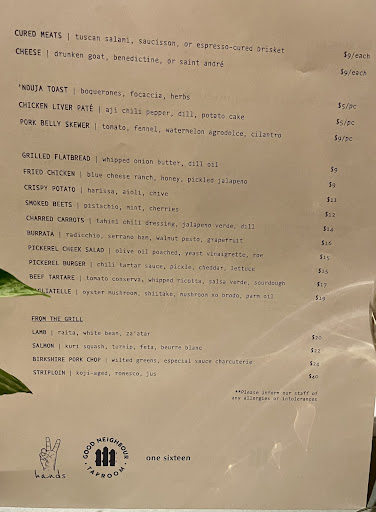 CURED MEATS | tuscan salami, saucisson, or espresso-cured brisket $9/each
CHEESE | drunken goat, benedictine, or saint andré $9/each
'NDUJA TOAST | boquerones, focaccia, herbs $5/pc
CHICKEN LIVER PATÉ | aji chili pepper, dill, potato cake $5/pc
PORK BELLY SKEWER | tomato, fennel, watermelon agrodolce, cilantro $9/pc
GRILLED FLATBREAD | whipped onion butter, dill oil $9
FRIED CHICKEN | blue cheese ranch, honey, pickled jalapeno $9
CRISPY POTATO | harissa, aioli, chive $11
SMOKED BEETS | pistachio, mint, cherries $12
CHARRED CARROTS | tahini chili dressing, jalapeno verde, dill $14
BURRATA | radicchio, serrano ham, walnut pesto, grapefruit $16
PICKEREL CHEEK SALAD | olive oil poached, yeast vinaigrette, roe $15
PICKEREL BURGER | chili tartar sauce, pickle, cheddar, lettuce $15
BEEF TARTARE | tomato conserva, whipped ricotta, salsa verde, sourdough $17
TAGLIATELLE | oyster mushroom, shiitake, mushroom xo brodo, parm oil $19
FROM THE GRILL
LAMB | raita, white bean, za'atar $20
SALMON | kuri squash, turnip, feta, beurre blanc $22
BIRKSHIRE PORK CHOP | wilted greens, especial sauce charcuterie $24
STRIPLOIN | koji-aged, romesco, jus $40
**Please inform our staff of
any allergies or intolerances
hands
GOOD NEIGHBOUR
TAPROOM
one sixteen